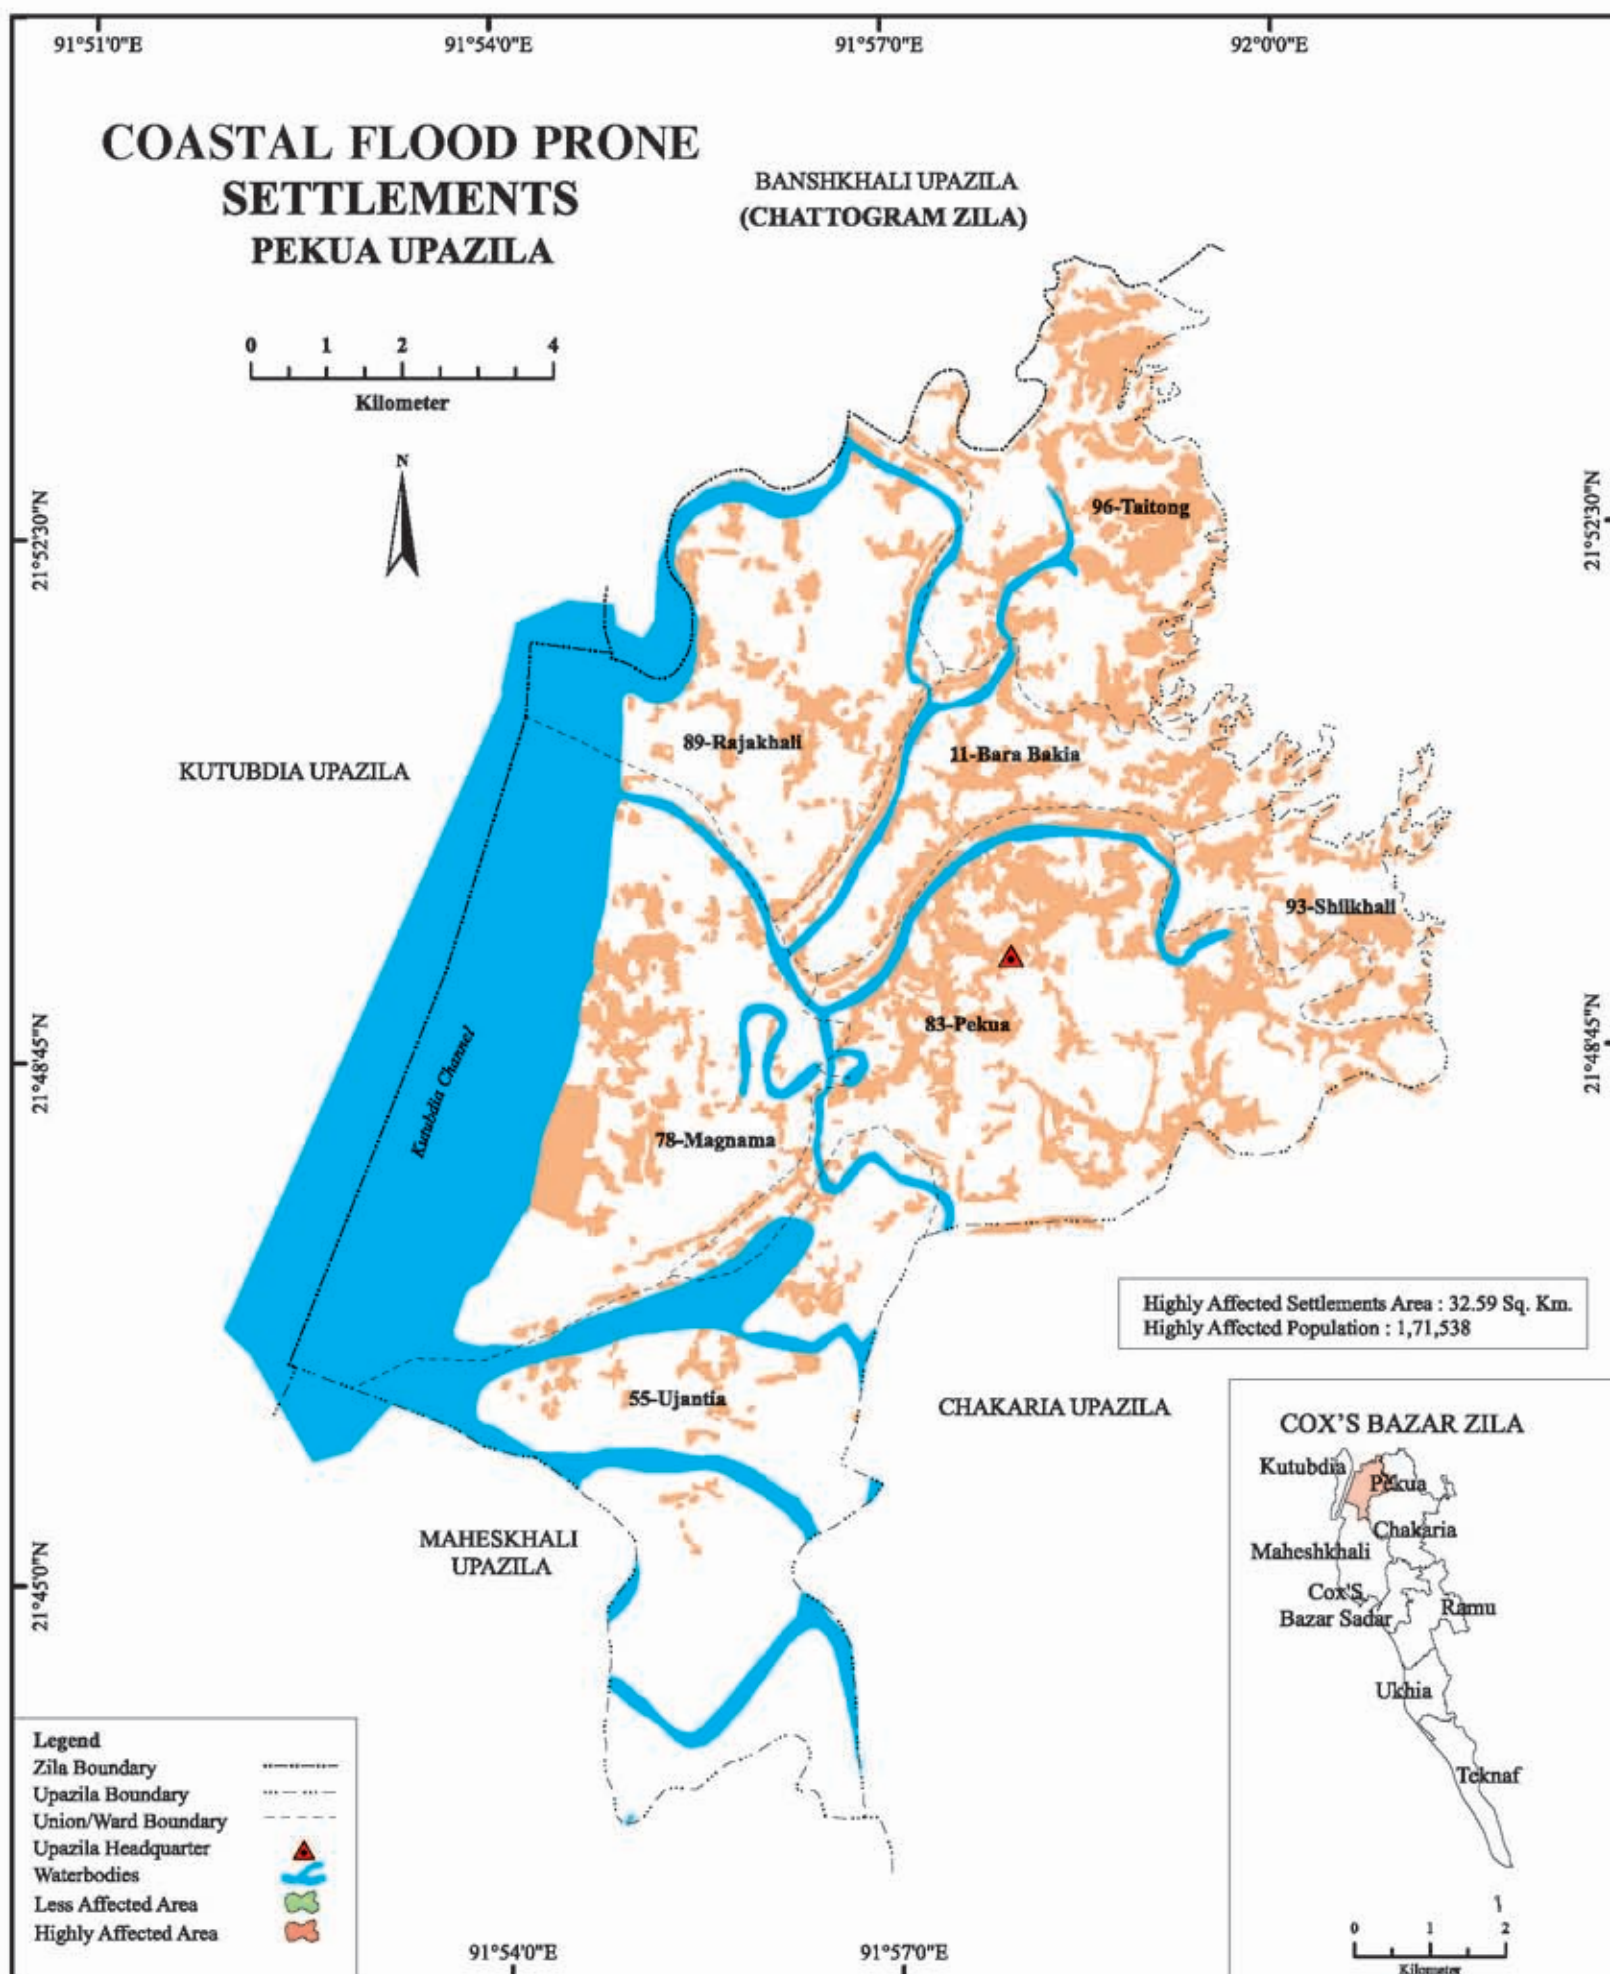 91°51'0"E
91°54'0"E
91°57'0"E
92°0'0"E
COASTAL FLOOD PRONE
SETTLEMENTS
PEKUA UPAZILA
BANSHKHALI UPAZILA
(CHATTOGRAM ZILA)
0 1 2 4
Kilometer
N
21°52'30"N
21°52'30"N
96-Taitong
89-Rajakhali
11-Bara Bakia
KUTUBDIA UPAZILA
93-Shilkhali
83-Pekua
21°48'45"N
21°48'45"N
Kutubdia Channel
78-Magnama
Highly Affected Settlements Area : 32.59 Sq. Km.
Highly Affected Population : 1,71,538
55-Ujantia
CHAKARIA UPAZILA
MAHESKHALI
UPAZILA
21°45'0"N
COX'S BAZAR ZILA
Kutubdia
Pekua
Chakaria
Maheshkhali
Cox'S
Bazar Sadar
Ramu
Ukhia
Teknaf
0 1 2
Kilometer
Legend
Zila Boundary
Upazila Boundary
Union/Ward Boundary
Upazila Headquarter
Waterbodies
Less Affected Area
Highly Affected Area
91°54'0"E
91°57'0"E